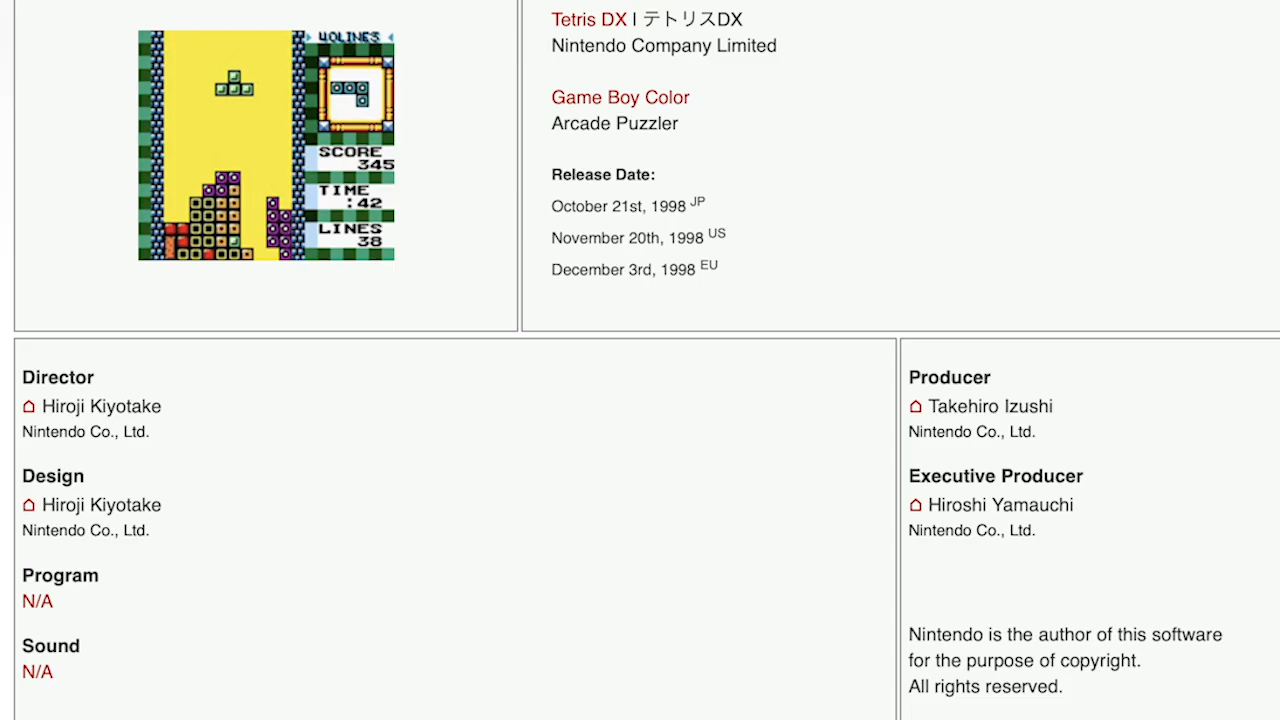 40LINES
SCORE
345
TIME
:42
LINES
38
Tetris DX | テトリスDX
Nintendo Company Limited
Game Boy Color
Arcade Puzzler
Release Date:
October 21st, 1998 JP
November 20th, 1998 US
December 3rd, 1998 EU
Director
Hiroji Kiyotake
Nintendo Co., Ltd.
Design
Hiroji Kiyotake
Nintendo Co., Ltd.
Program
N/A
Sound
N/A
Producer
Takehiro Izushi
Nintendo Co., Ltd.
Executive Producer
Hiroshi Yamauchi
Nintendo Co., Ltd.
Nintendo is the author of this software
for the purpose of copyright.
All rights reserved.